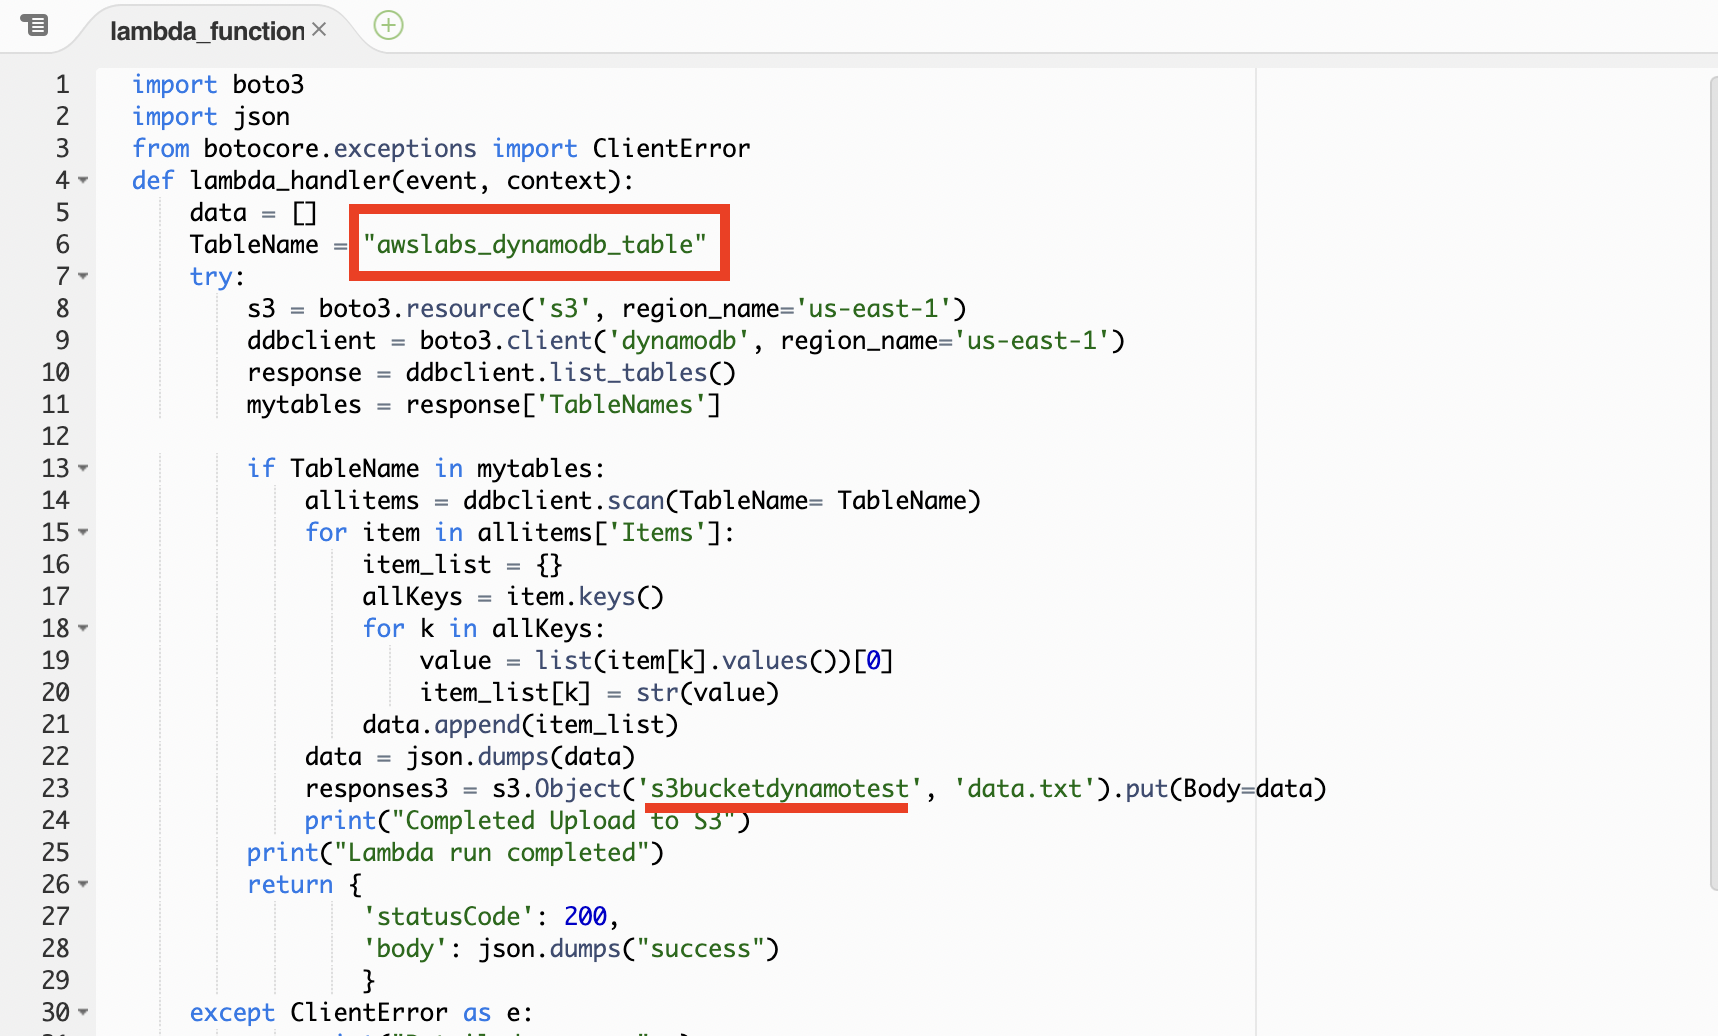 lambda_function ×
1 import boto3
2 import json
3 from botocore.exceptions import ClientError
4 def lambda_handler(event, context):
5     data = []
6     TableName = "awslabs_dynamodb_table"
7     try:
8         s3 = boto3.resource('s3', region_name='us-east-1')
9         ddbclient = boto3.client('dynamodb', region_name='us-east-1')
10         response = ddbclient.list_tables()
11         mytables = response['TableNames']
12
13         if TableName in mytables:
14             allitems = ddbclient.scan(TableName= TableName)
15             for item in allitems['Items']:
16                 item_list = {}
17                 allKeys = item.keys()
18                 for k in allKeys:
19                     value = list(item[k].values())[0]
20                     item_list[k] = str(value)
21                 data.append(item_list)
22             data = json.dumps(data)
23             responses3 = s3.Object('s3bucketdynamotest', 'data.txt').put(Body=data)
24             print("Completed Upload to S3")
25         print("Lambda run completed")
26         return {
27                 'statusCode': 200,
28                 'body': json.dumps("success")
29                 }
30     except ClientError as e: